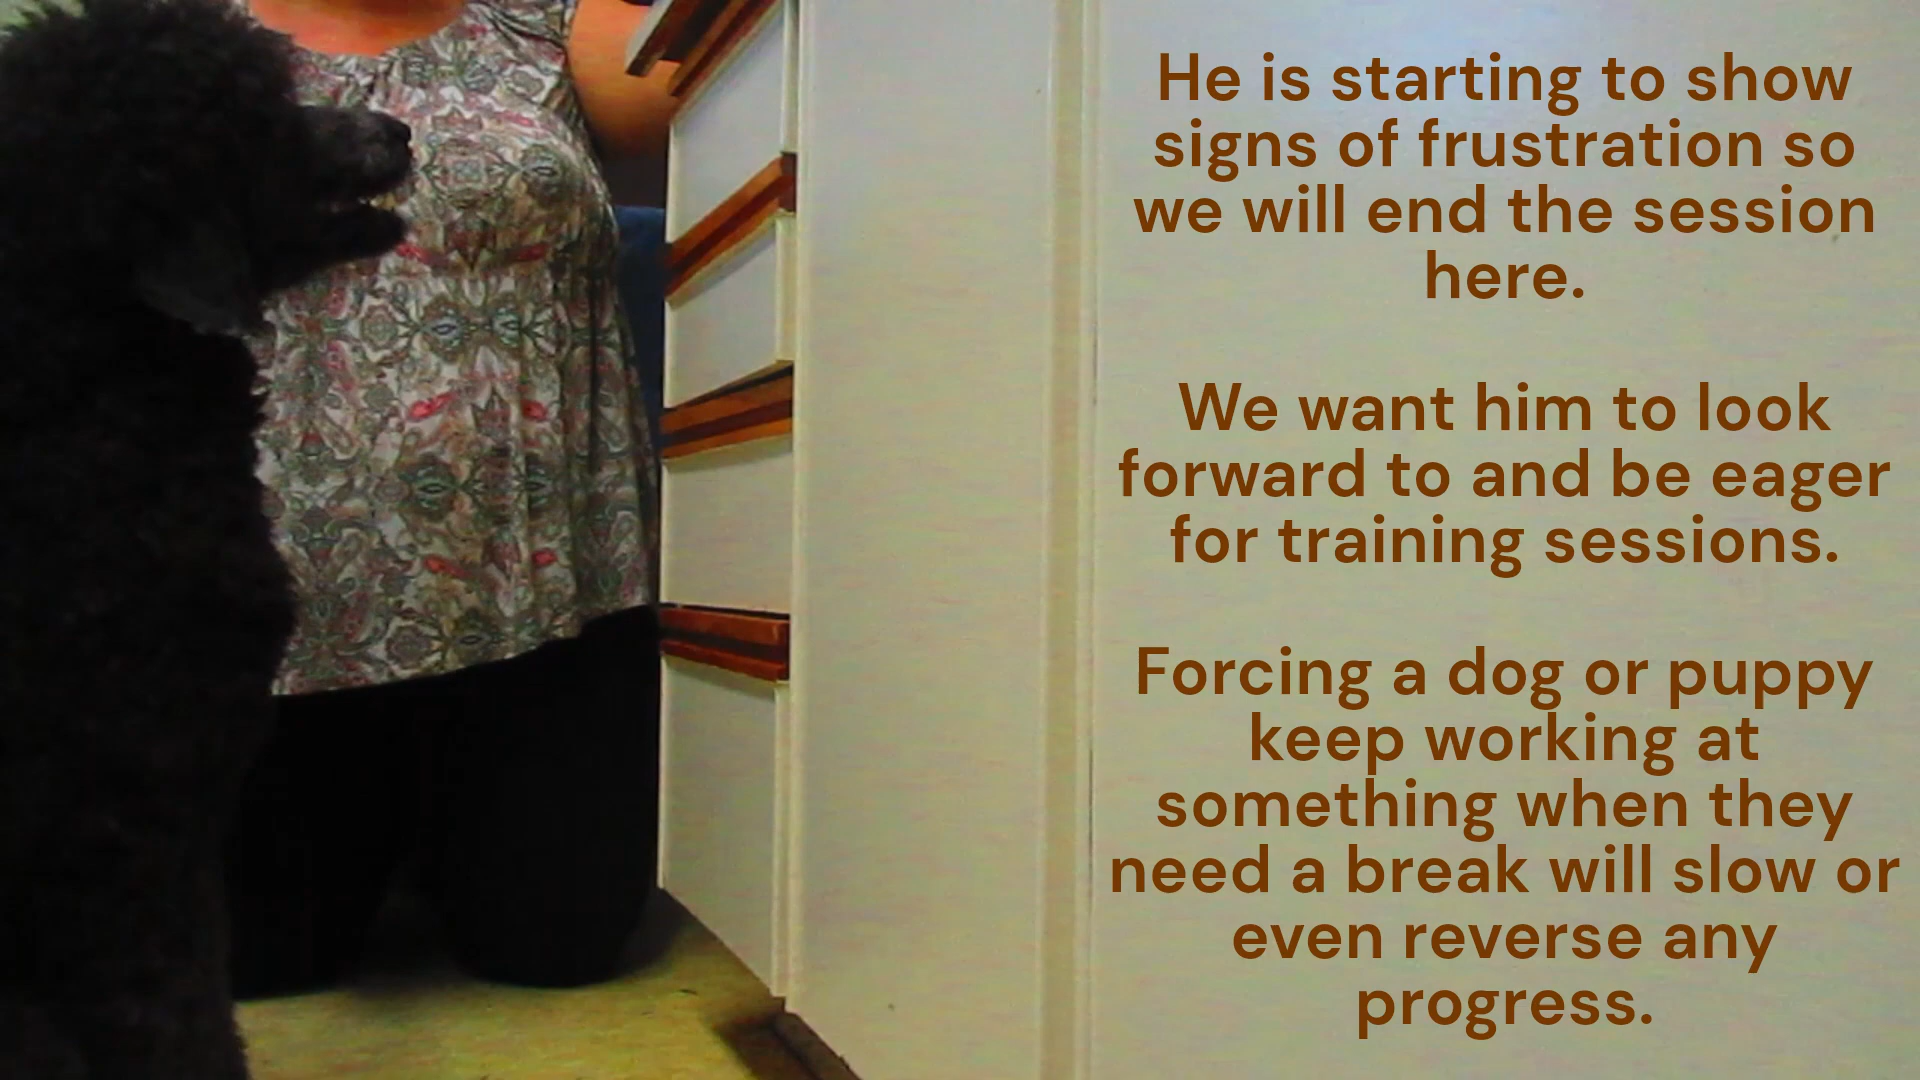 He is starting to show
signs of frustration so
we will end the session
here.
We want him to look
forward to and be eager
for training sessions.
Forcing a dog or puppy
keep working at
something when they
need a break will slow or
even reverse any
progress.